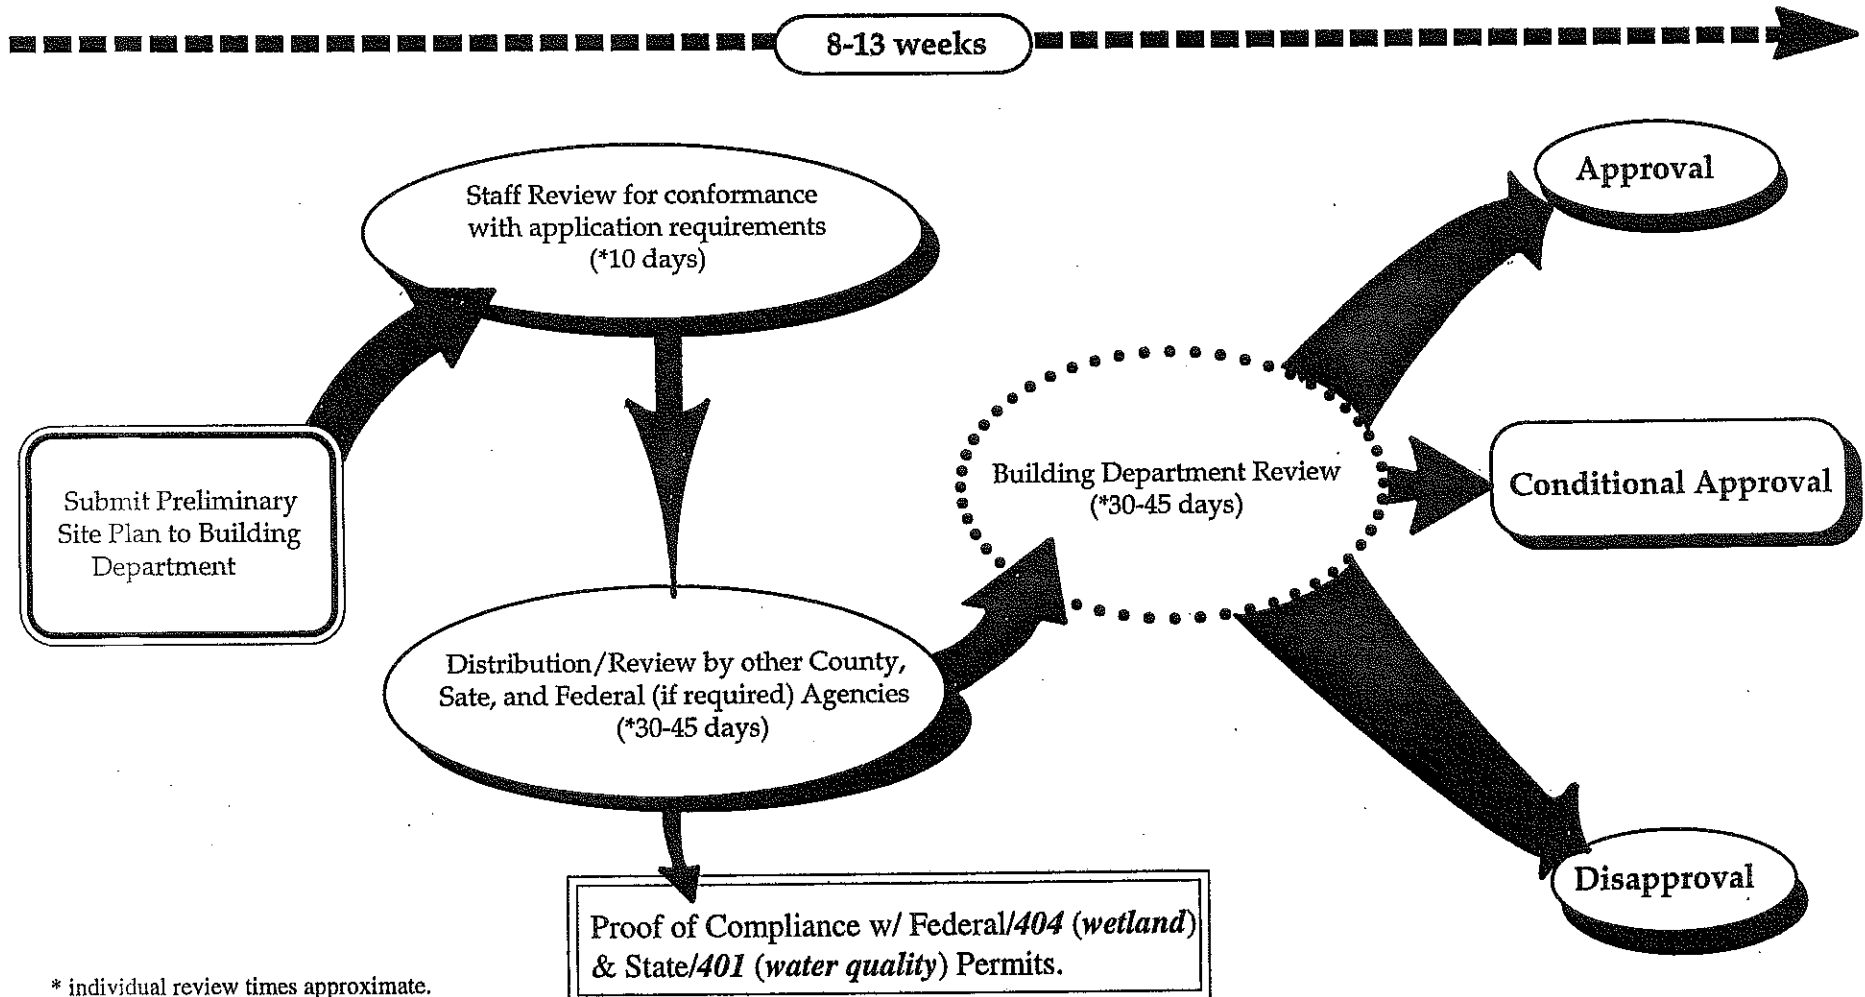 8-13 weeks
Staff Review for conformance
with application requirements
(*10 days)
Approval
Submit Preliminary
Site Plan to Building
Department
Building Department Review
(*30-45 days)
Conditional Approval
Distribution/Review by other County,
Sate, and Federal (if required) Agencies
(*30-45 days)
Disapproval
Proof of Compliance w/ Federal/404 (wetland)
& State/401 (water quality) Permits.
* individual review times approximate.